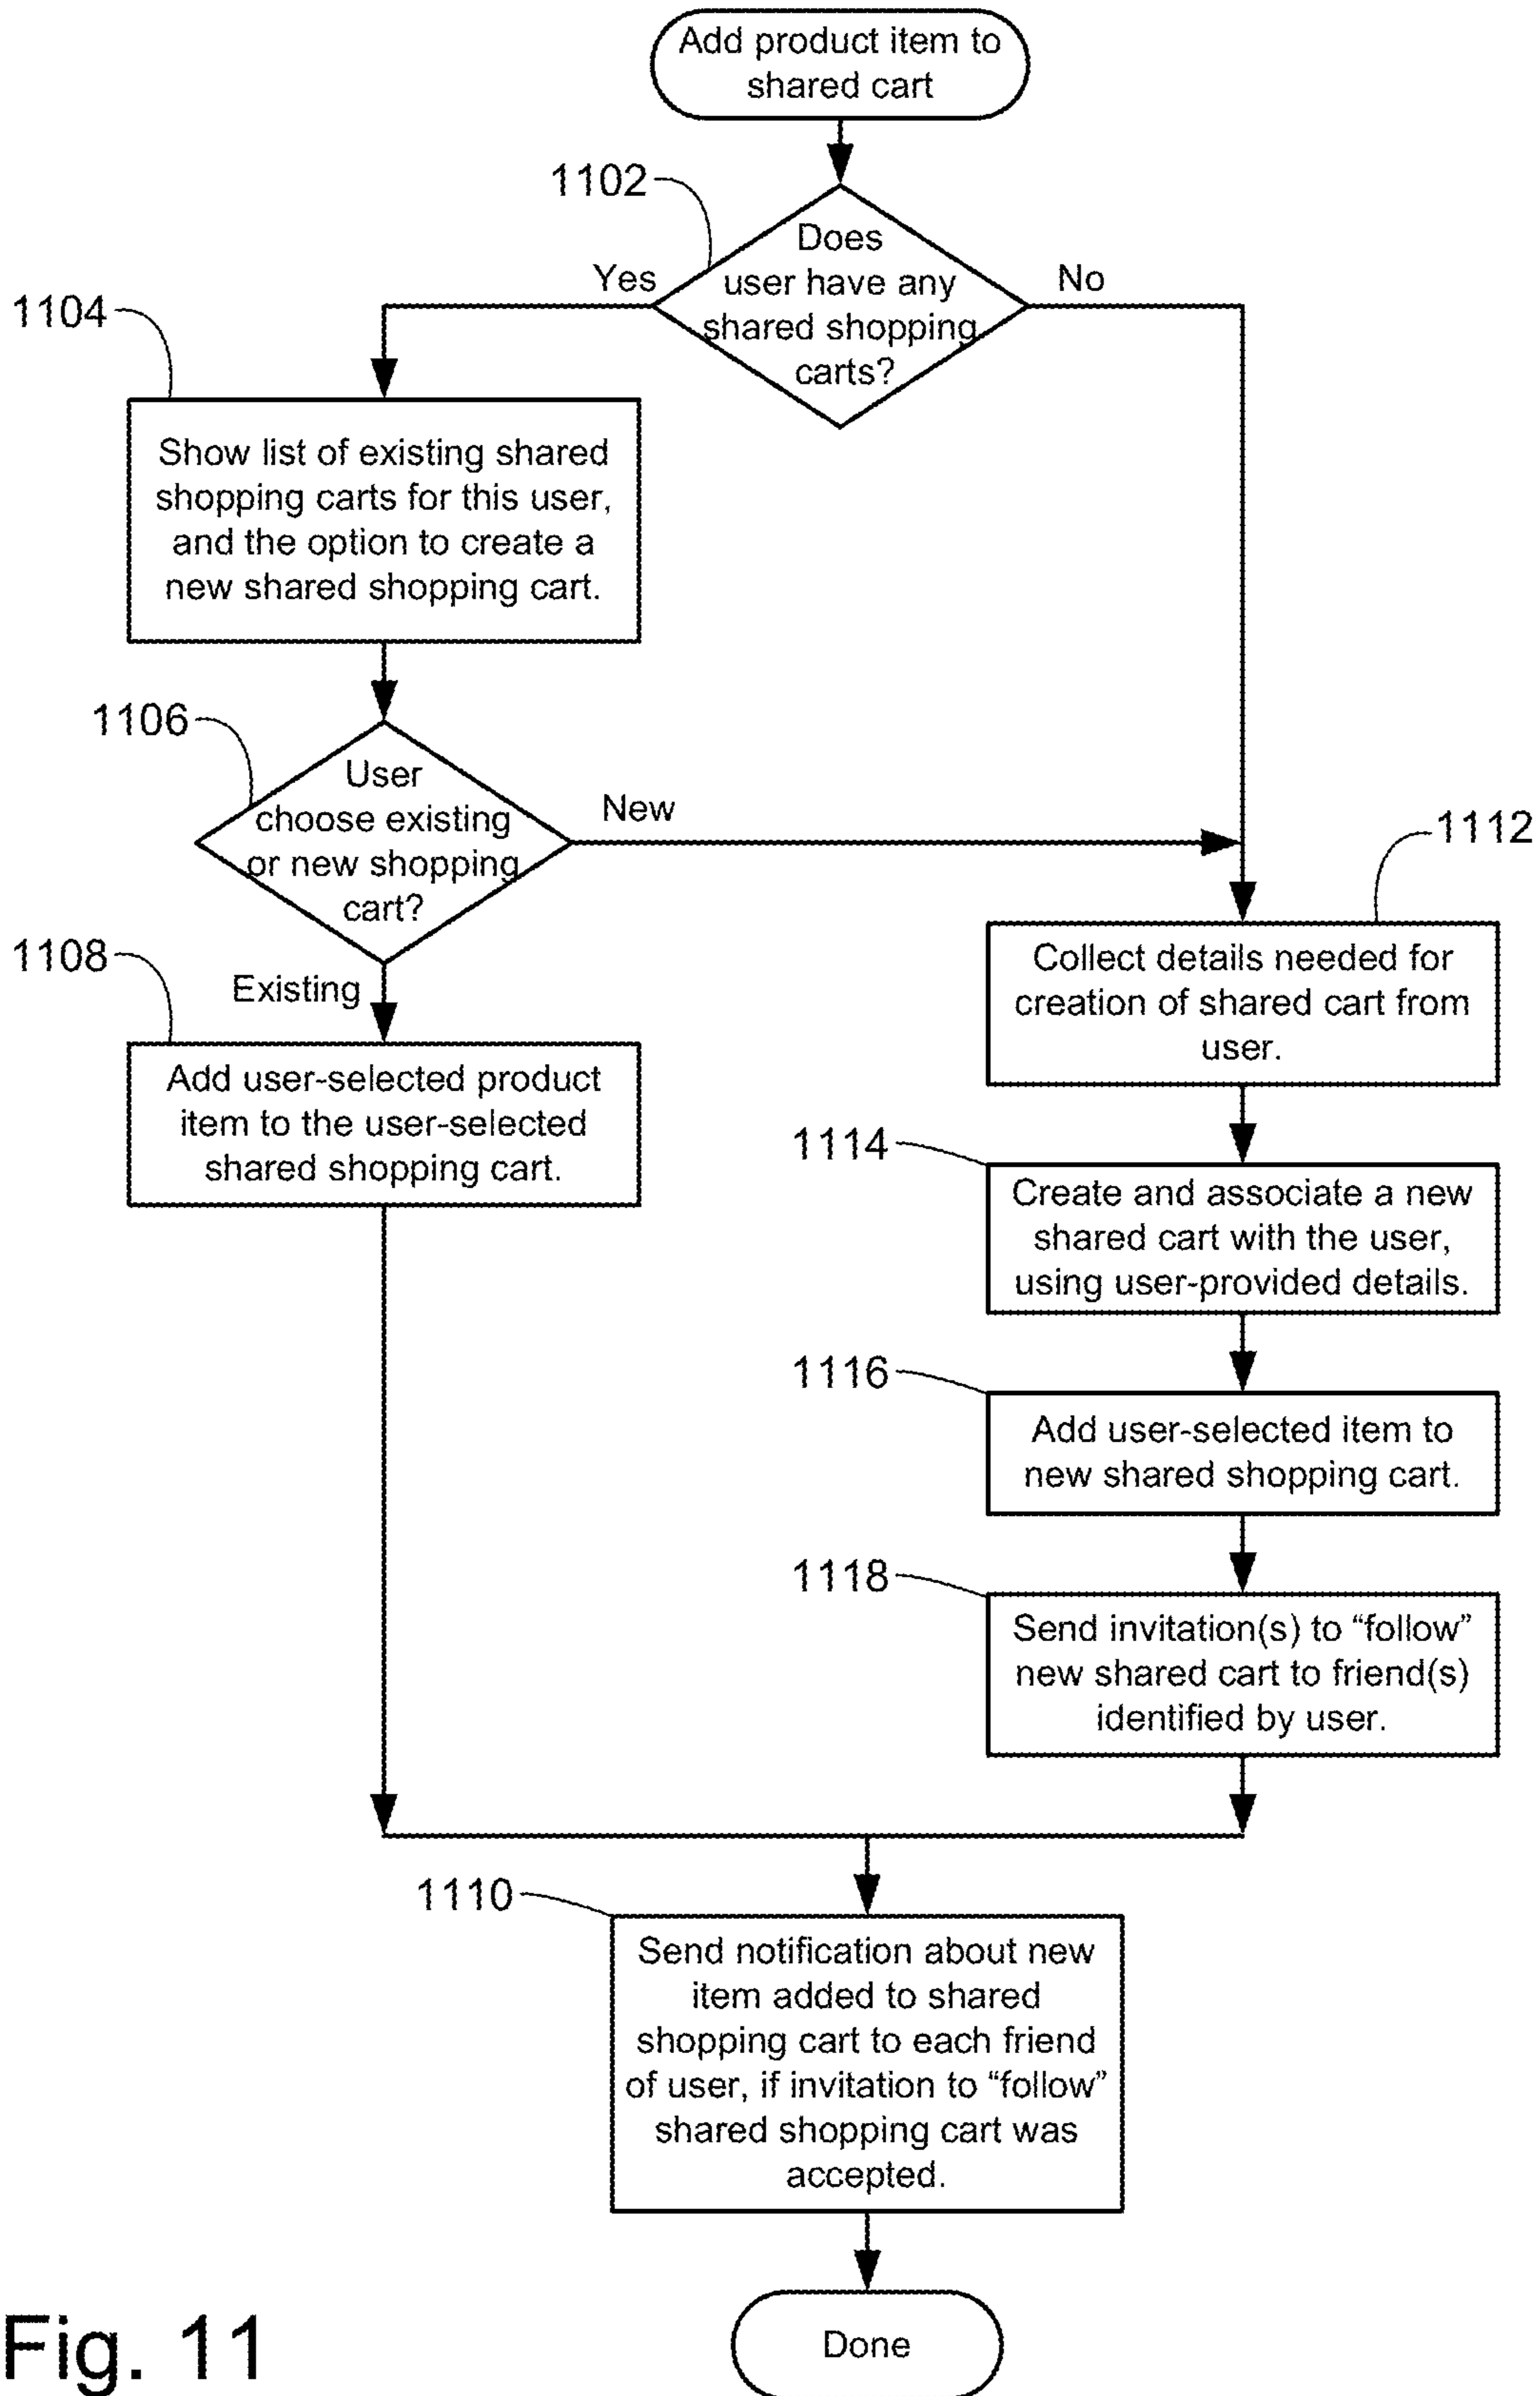 Add product item to
shared cart
1102
Does
user have any
shared shopping
carts?
Yes
No
1104
Show list of existing shared
shopping carts for this user,
and the option to create a
new shared shopping cart.
1106
User
choose existing
or new shopping
cart?
New
Existing
1108
Add user-selected product
item to the user-selected
shared shopping cart.
1112
Collect details needed for
creation of shared cart from
user.
1114
Create and associate a new
shared cart with the user,
using user-provided details.
1116
Add user-selected item to
new shared shopping cart.
1118
Send invitation(s) to “follow”
new shared cart to friend(s)
identified by user.
1110
Send notification about new
item added to shared
shopping cart to each friend
of user, if invitation to “follow”
shared shopping cart was
accepted.
Done
Fig. 11